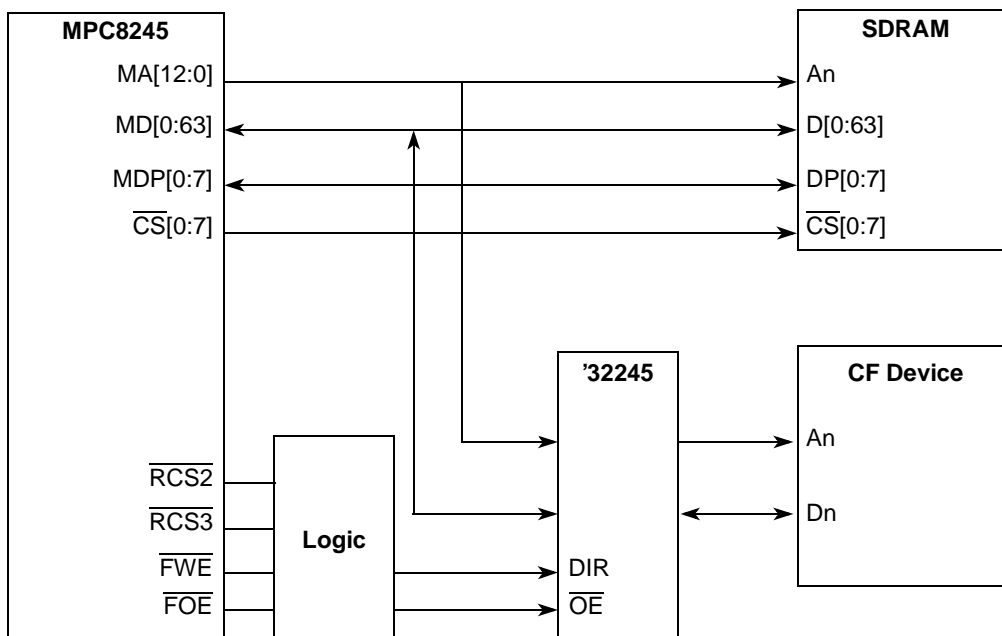 MPC8245
MA[12:0]
MD[0:63]
MDP[0:7]
CS[0:7]
RCS2
RCS3
FWE
FOE
Logic
'32245
DIR
OE
SDRAM
An
D[0:63]
DP[0:7]
CS[0:7]
CF Device
An
Dn